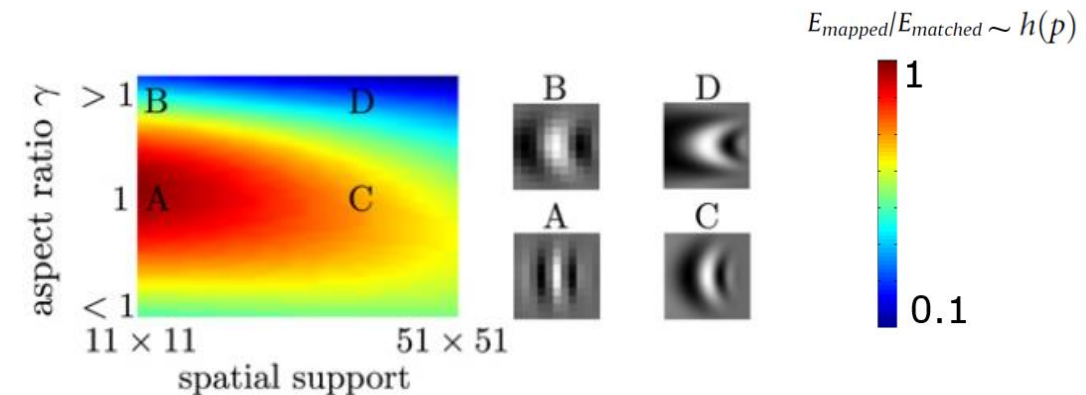 E_mapped/E_matched ~ h(p)
aspect ratio γ
> 1
1
< 1
B
D
A
C
11 × 11
51 × 51
spatial support
B
D
A
C
1
0.1